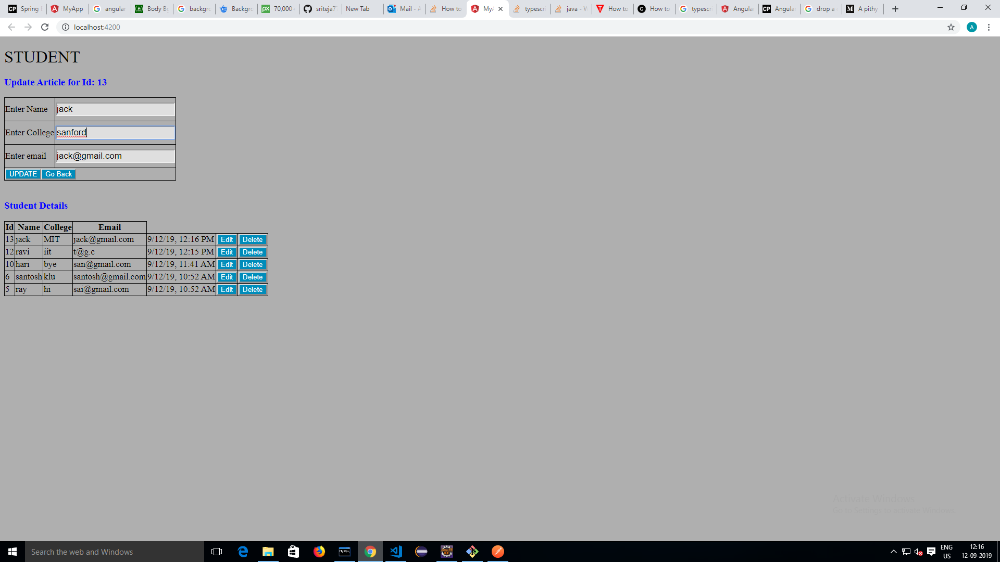 Spring
MyApp
angular
Body Bg
backgro
Backgro
70,000+
sriteja7
New Tab
Mail - A
How to
MyA
typescri
java - W
How to
How to
typescri
Angular
Angular
drop a
A pithy
localhost:4200
A
STUDENT
Update Article for Id: 13
Enter Name jack
Enter College sanford
Enter email jack@gmail.com
UPDATE Go Back
Student Details
Id Name College Email
13 jack MIT jack@gmail.com 9/12/19, 12:16 PM Edit Delete
12 ravi iit t@g.c 9/12/19, 12:15 PM Edit Delete
10 hari bye san@gmail.com 9/12/19, 11:41 AM Edit Delete
6 santosh klu santosh@gmail.com 9/12/19, 10:52 AM Edit Delete
5 ray hi sai@gmail.com 9/12/19, 10:52 AM Edit Delete
Activate Windows
Go to Settings to activate Windows.
Search the web and Windows
ENG
US
12:16
12-09-2019